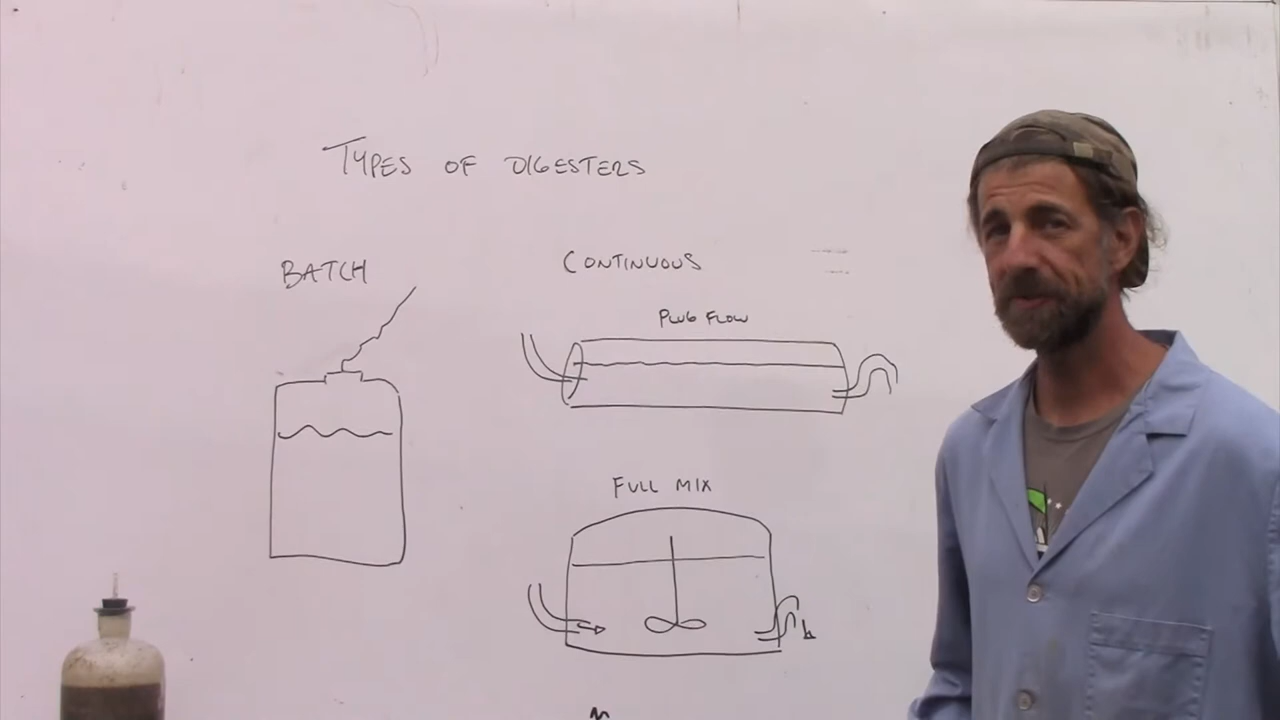 TYPES OF DIGESTERS
BATCH
CONTINUOUS
PLUG FLOW
FULL MIX